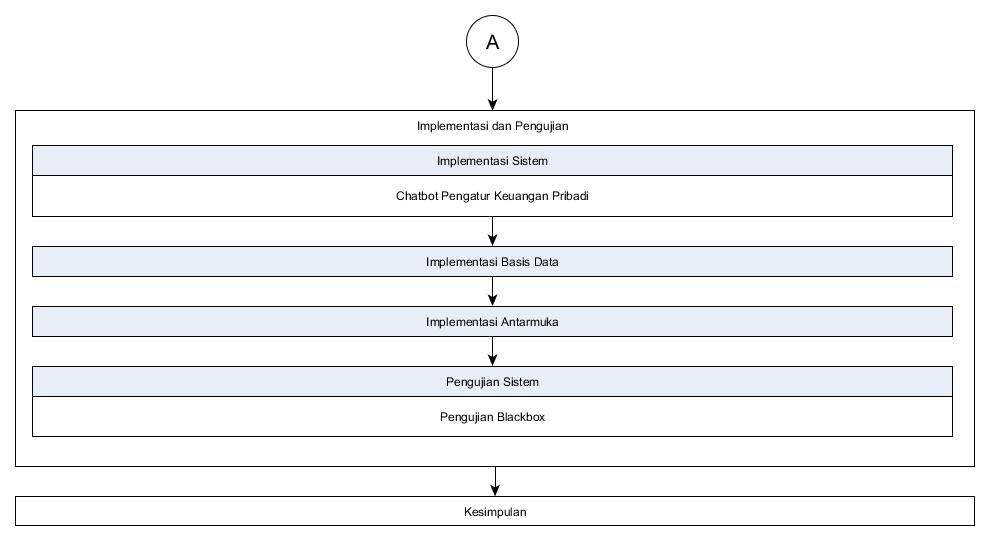 A
Implementasi dan Pengujian
Implementasi Sistem
Chatbot Pengatur Keuangan Pribadi
Implementasi Basis Data
Implementasi Antarmuka
Pengujian Sistem
Pengujian Blackbox
Kesimpulan